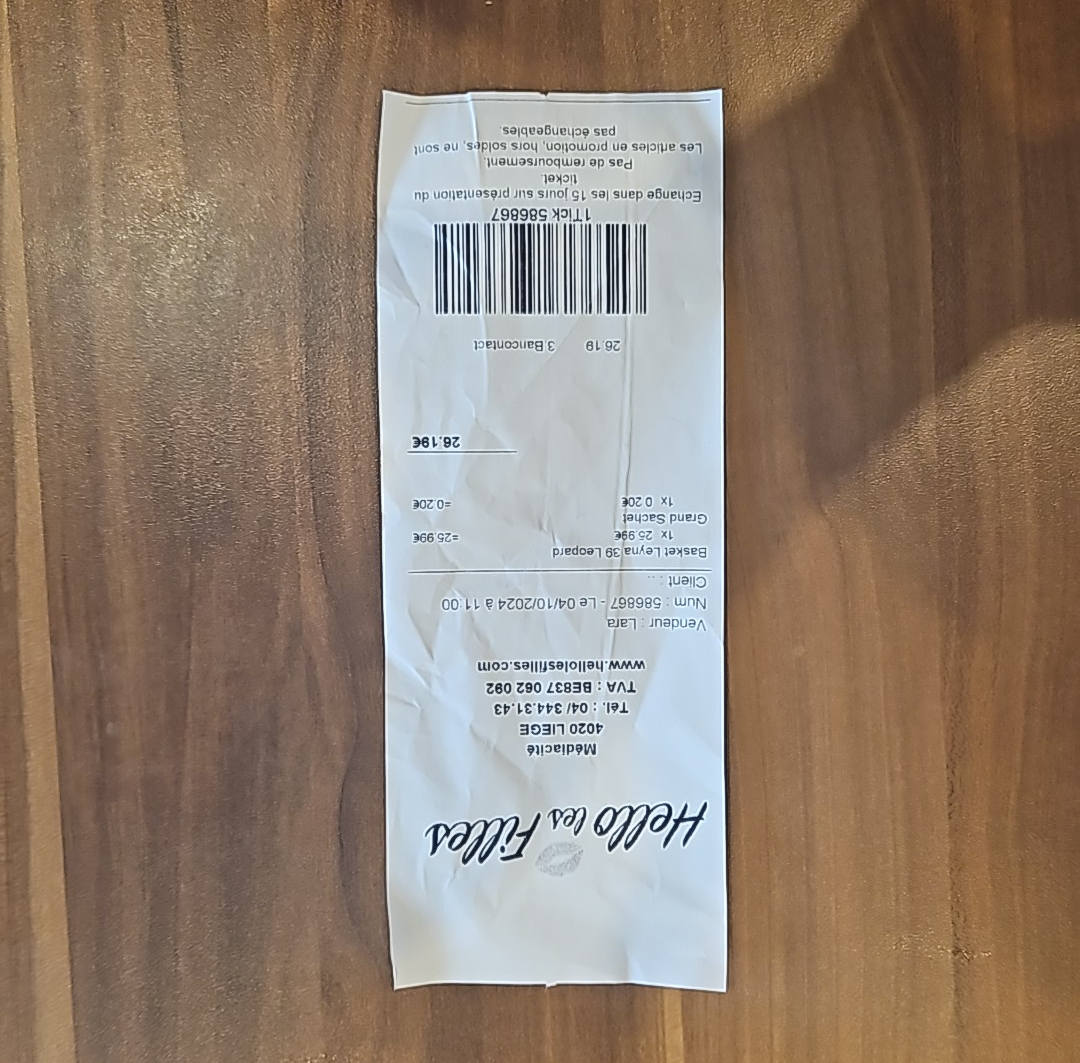 Hello les Filles
Médiacité
4020 LIEGE
Tél. : 04/ 344.31.43
TVA : BE837 062 092
www.hellolesfilles.com
Vendeur : Lara
Num : 586867 - Le 04/10/2024 à 11:00
Client : ..
Basket Leyna 39 Leopard
1x 25.99€ =25.99€
Grand Sachet
1x 0.20€ =0.20€
26.19€
26.19 3 Bancontact
1Tick 586867
Echange dans les 15 jours sur présentation du
ticket.
Pas de remboursement.
Les articles en promotion, hors soldes, ne sont
pas échangeables.